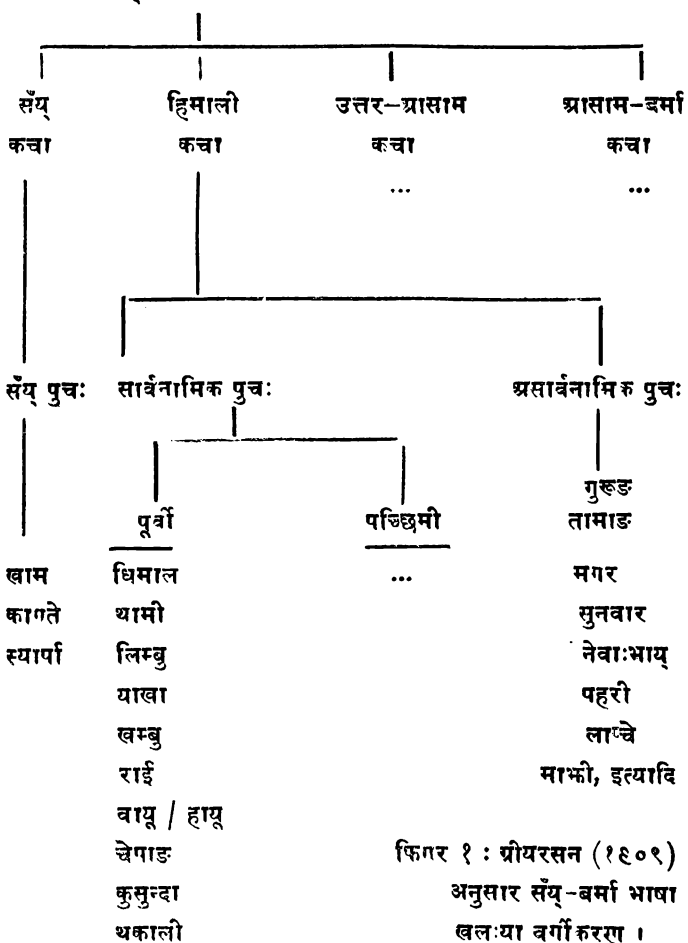 सँय् हिमाली उत्तर-आसाम आसाम-बर्मा
कचा कचा कचा कचा
... ...
सँय् पुचः सार्वनामिक पुचः असार्वनामिक पुचः
गुरूङ
पूर्वी पच्छिमी तामाङ
खाम धिमाल ... मगर
काग्ते थामी सुनवार
स्यार्पा लिम्बु नेवाःभाय्
याखा पहरी
खम्बु लाप्चे
राई माझी, इत्यादि
वायू / हायू
चेपाङ फिगर १ : ग्रीयरसन (१९०९)
कुसुन्दा अनुसार सँय्-बर्मा भाषा
थकाली खलःया वर्गीकरण ।